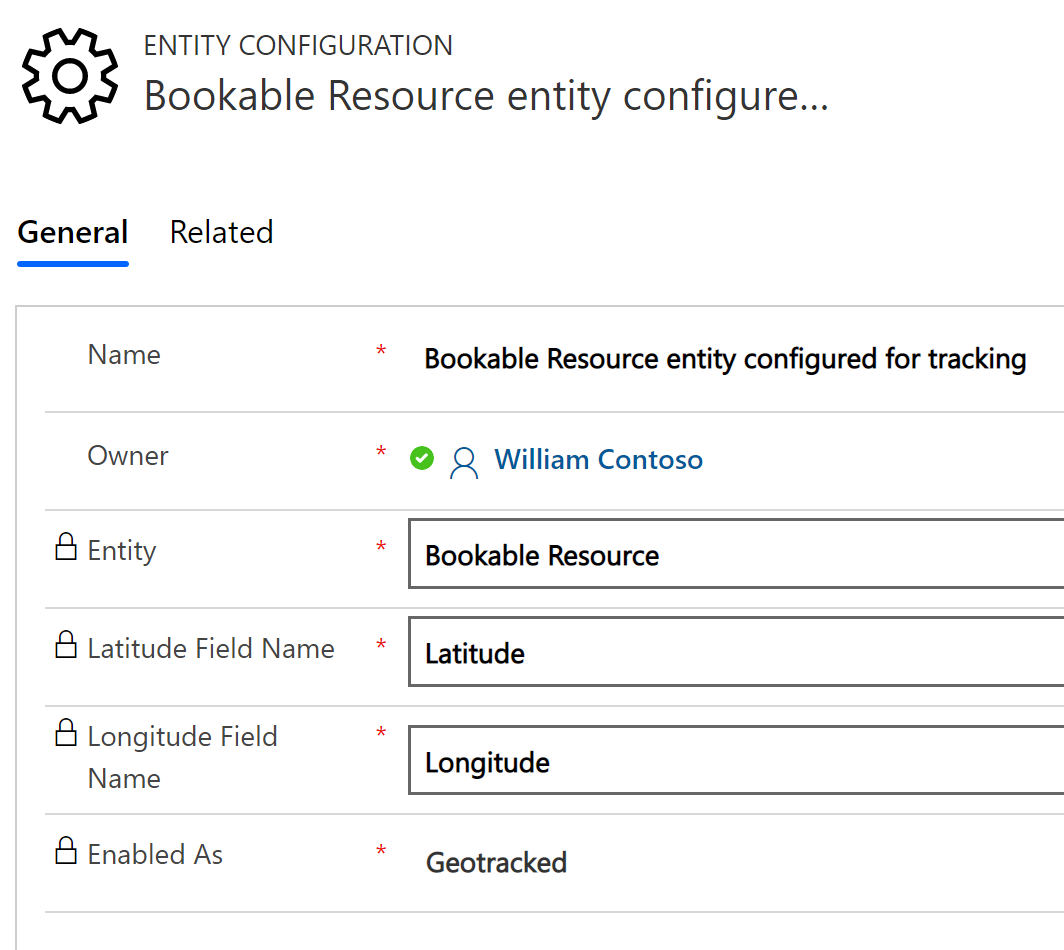 ENTITY CONFIGURATION
Bookable Resource entity configure...
General Related
Name * Bookable Resource entity configured for tracking
Owner * William Contoso
Entity * Bookable Resource
Latitude Field Name * Latitude
Longitude Field
Name * Longitude
Enabled As * Geotracked